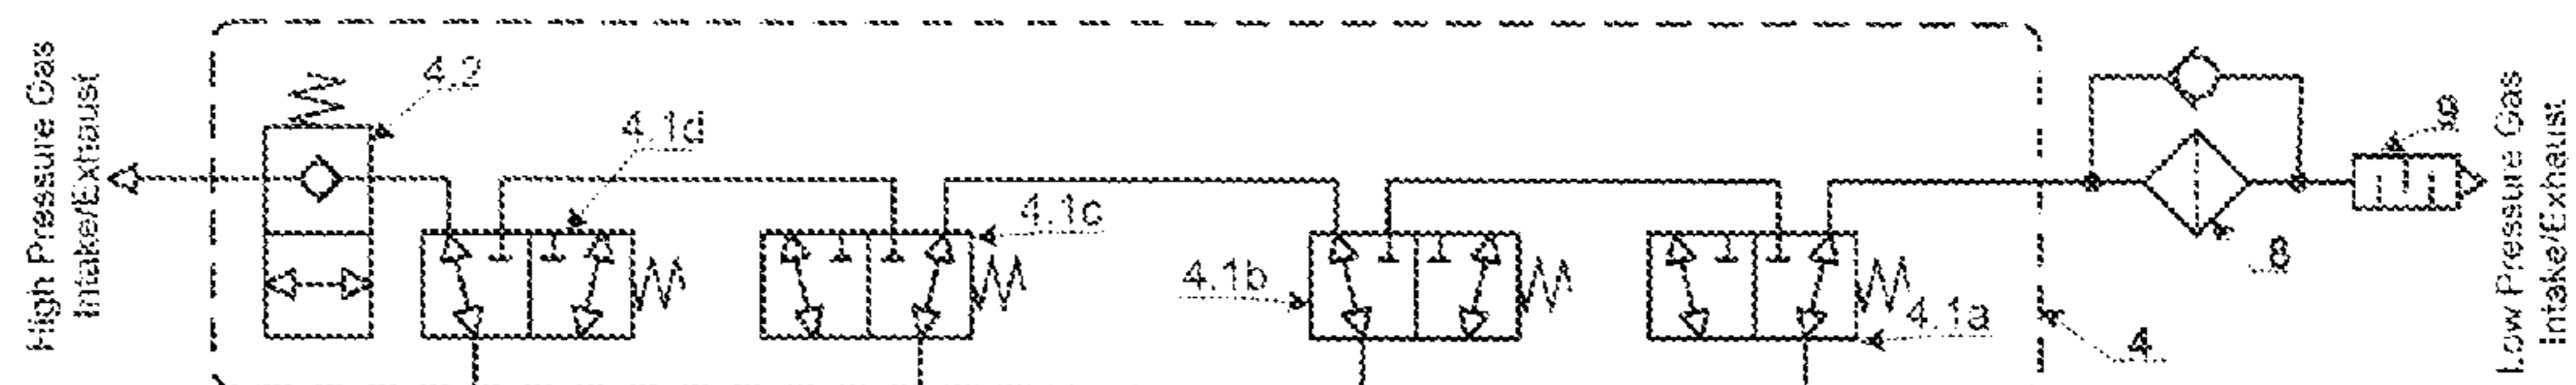 High Pressure Gas
Intake/Exhaust
4.2
4.1d
4.1c
4.1b
4.1a
4
8
9
Low Pressure Gas
Intake/Exhaust